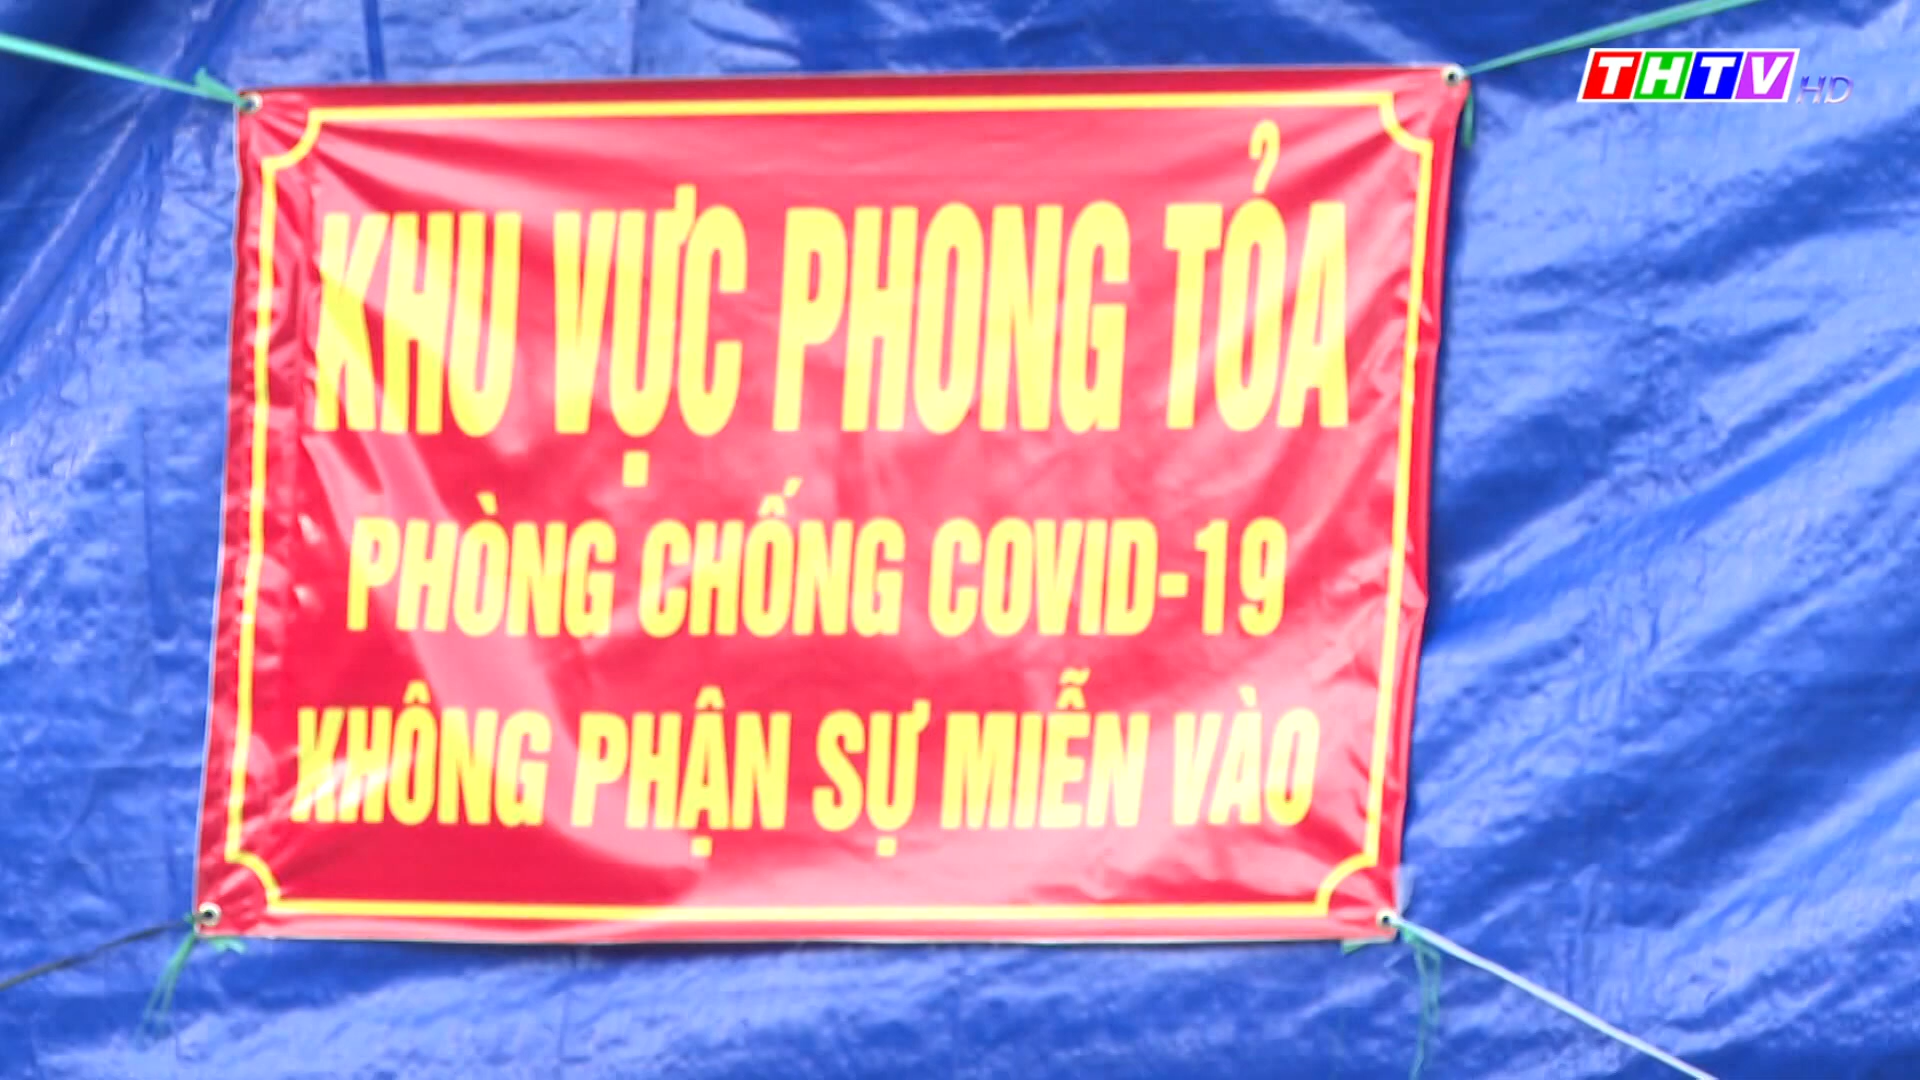 THTV HD
KHU VỰC PHONG TỎA
PHÒNG CHỐNG COVID-19
KHÔNG PHẬN SỰ MIỄN VÀO